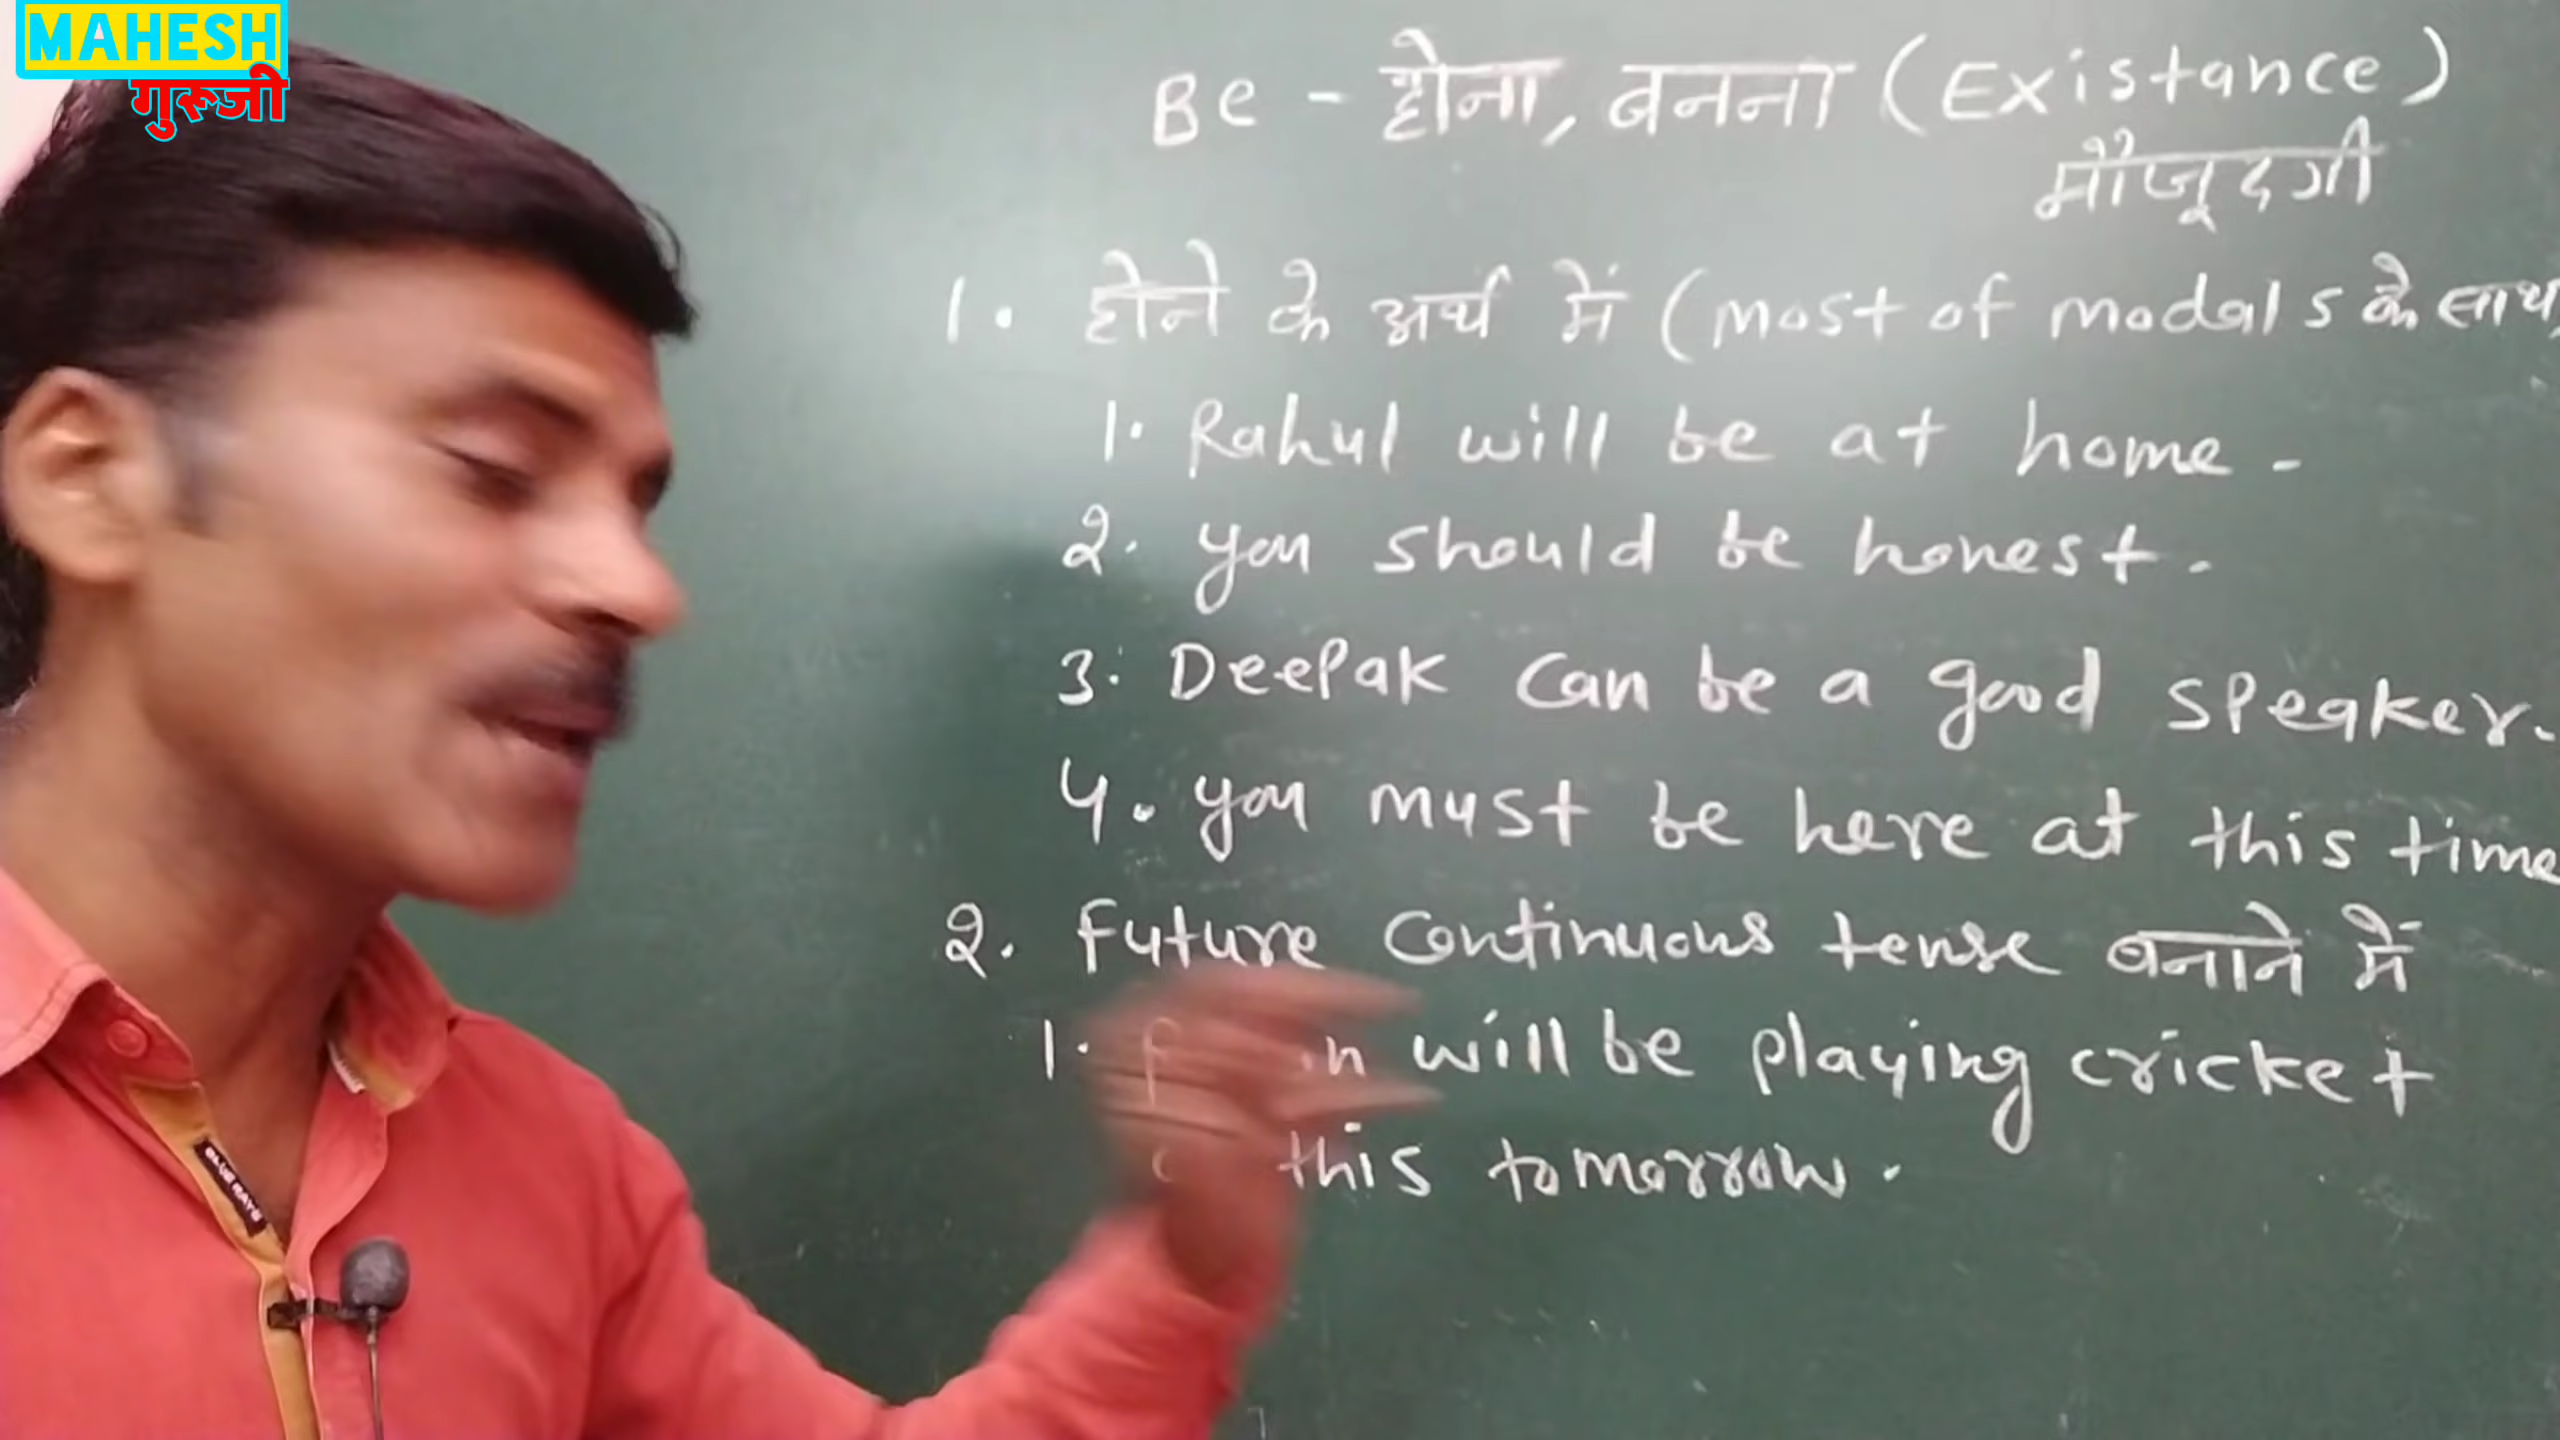 MAHESH
गुरूजी
Be - होना, बनना (Existance)
मौजूदगी
1. होने के अर्थ में (most of modals के साथ)
1. Rahul will be at home -
2. you should be honest.
3. Deepak can be a good speaker.
4. you must be here at this time
2. Future continuous tense बनाने में
1. will be playing cricket
this tomorrow.
BLUE RAYS